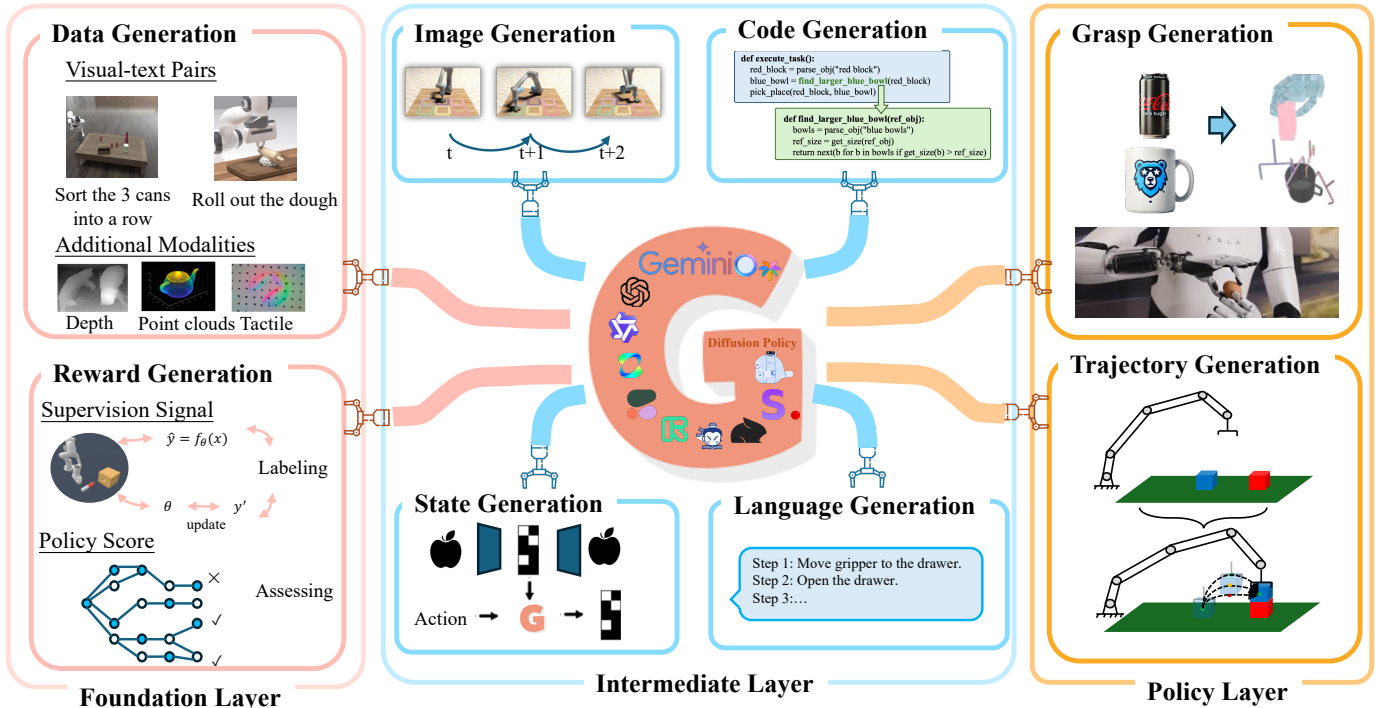 Data Generation
Visual-text Pairs
Sort the 3 cans
into a row
Roll out the dough
Additional Modalities
Depth
Point clouds
Tactile
Reward Generation
Supervision Signal
ŷ = f_θ(x)
Labeling
θ
update
y′
Policy Score
×
✓
✓
Assessing
Foundation Layer
Image Generation
t
t+1
t+2
Code Generation
def execute_task():
red_block = parse_obj("red block")
blue_bowl = find_larger_blue_bowl(red_block)
pick_place(red_block, blue_bowl)
def find_larger_blue_bowl(ref_obj):
bowls = parse_obj("blue bowls")
ref_size = get_size(ref_obj)
return next(b for b in bowls if get_size(b) > ref_size)
Gemini
Diffusion Policy
State Generation
Action
G
Language Generation
Step 1: Move gripper to the drawer.
Step 2: Open the drawer.
Step 3:…
Intermediate Layer
Grasp Generation
Coca-Cola
zero sugar
TESLA
Trajectory Generation
Policy Layer